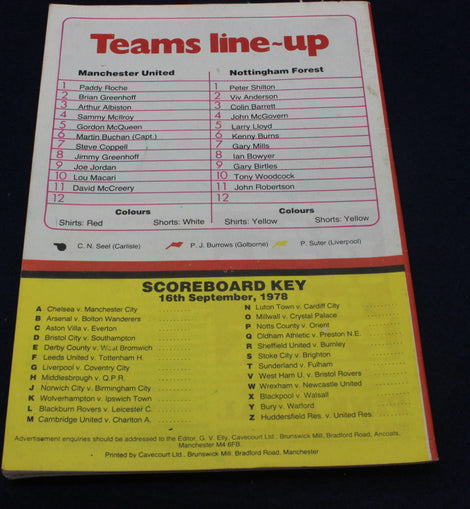 Teams line-up
Manchester United
1 Paddy Roche
2 Brian Greenhoff
3 Arthur Albiston
4 Sammy McIlroy
5 Gordon McQueen
6 Martin Buchan (Capt.)
7 Steve Coppell
8 Jimmy Greenhoff
9 Joe Jordan
10 Lou Macari
11 David McCreery
12
Colours
Shirts: Red Shorts: White
Nottingham Forest
1 Peter Shilton
2 Viv Anderson
3 Colin Barrett
4 John McGovern
5 Larry Lloyd
6 Kenny Burns
7 Gary Mills
8 Ian Bowyer
9 Gary Birtles
10 Tony Woodcock
11 John Robertson
12
Colours
Shirts: Yellow Shorts: Yellow
C. N. Seel (Carlisle) P. J. Burrows (Golborne) P. Suter (Liverpool)
SCOREBOARD KEY
16th September, 1978
A Chelsea v. Manchester City
B Arsenal v. Bolton Wanderers
C Aston Villa v. Everton
D Bristol City v. Southampton
E Derby County v. West Bromwich
F Leeds United v. Tottenham H.
G Liverpool v. Coventry City
H Middlesbrough v. Q.P.R.
J Norwich City v. Birmingham City
K Wolverhampton v. Ipswich Town
L Blackburn Rovers v. Leicester C.
M Cambridge United v. Charlton A.
N Luton Town v. Cardiff City
O Millwall v. Crystal Palace
P Notts County v. Orient
Q Oldham Athletic v. Preston N.E.
R Sheffield United v. Burnley
S Stoke City v. Brighton
T Sunderland v. Fulham
V West Ham U. v. Bristol Rovers
W Wrexham v. Newcastle United
X Blackpool v. Walsall
Y Bury v. Watford
Z Huddersfield Res. v. United Res.
Advertisement enquiries should be addressed to the Editor, G. V. Elly, Cavecourt Ltd., Brunswick Mill, Bradford Road, Ancoats,
Manchester M4 6FB.
Printed by Cavecourt Ltd., Brunswick Mill, Bradford Road, Manchester